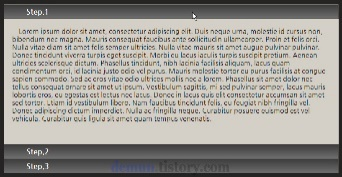 Step,1
Lorem ipsum dolor sit amet, consectetur adipiscing elit. Duis neque urna, molestie id cursus non,
bibendum nec magna. Mauris consequat faucibus ante sollicitudin ullamcorper. Proin et felis orci.
Nulla vitae diam sit amet felis semper ultricies. Nulla vitae mauris sit amet augue pulvinar pulvinar.
Donec tincidunt viverra turpis eget suscipit. Morbi eu lacus iaculis turpis suscipit pretium. Aenean
ultrides scelerisque dictum. Phasellus tincidunt, nibh lacinia facilisis aliquam, lacus quam
condimentum orci, id lacinia justo odio vel purus. Mauris molestie tortor eu purus facilisis at congue
sapien commodo. Sed ac eros vitae odio ultrices mollis nec a lorem. Phasellus sit amet dolor nec
tellus consequat ornare sit amet ut ipsum. Vestibulum sagittis, mi sed pulvinar semper, lacus mauris
lobortis eros, eu egestas est lectus nec lacus. Donec in lacus quis elit consectetur accumsan sit amet
sed tortor. Etiam id vestibulum libero. Nam faucibus tincidunt felis, eu feugiat nibh fringilla vel.
Donec adipiscing dictum imperdiet. Nulla ac fringilla neque. Curabitur posuere euismod est vel
vehicula. Curabitur quis ligula sit amet quam tempus venenatis.
Step,2
Step,3
tistory.com